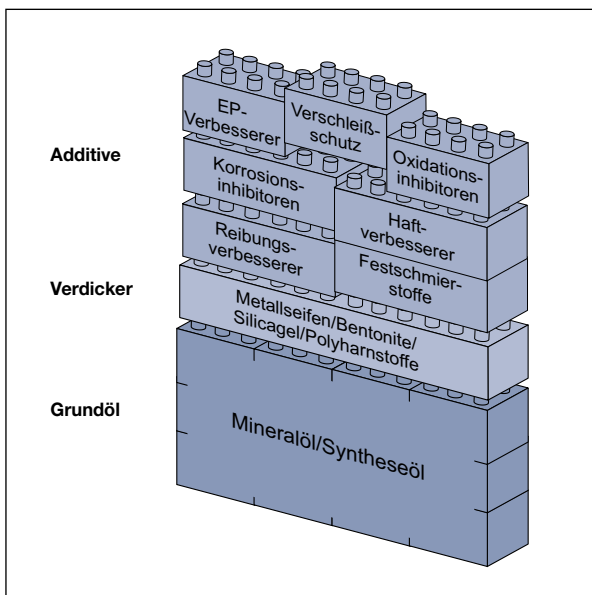 Additive
EP-
Verbesserer
Verschleiß-
schutz
Oxidations-
inhibitoren
Korrosions-
inhibitoren
Haft-
verbesserer
Reibungs-
verbesserer
Festschmier-
stoffe
Verdicker
Metallseifen/Bentonite/
Silicagel/Polyharnstoffe
Grundöl
Mineralöl/Syntheseöl